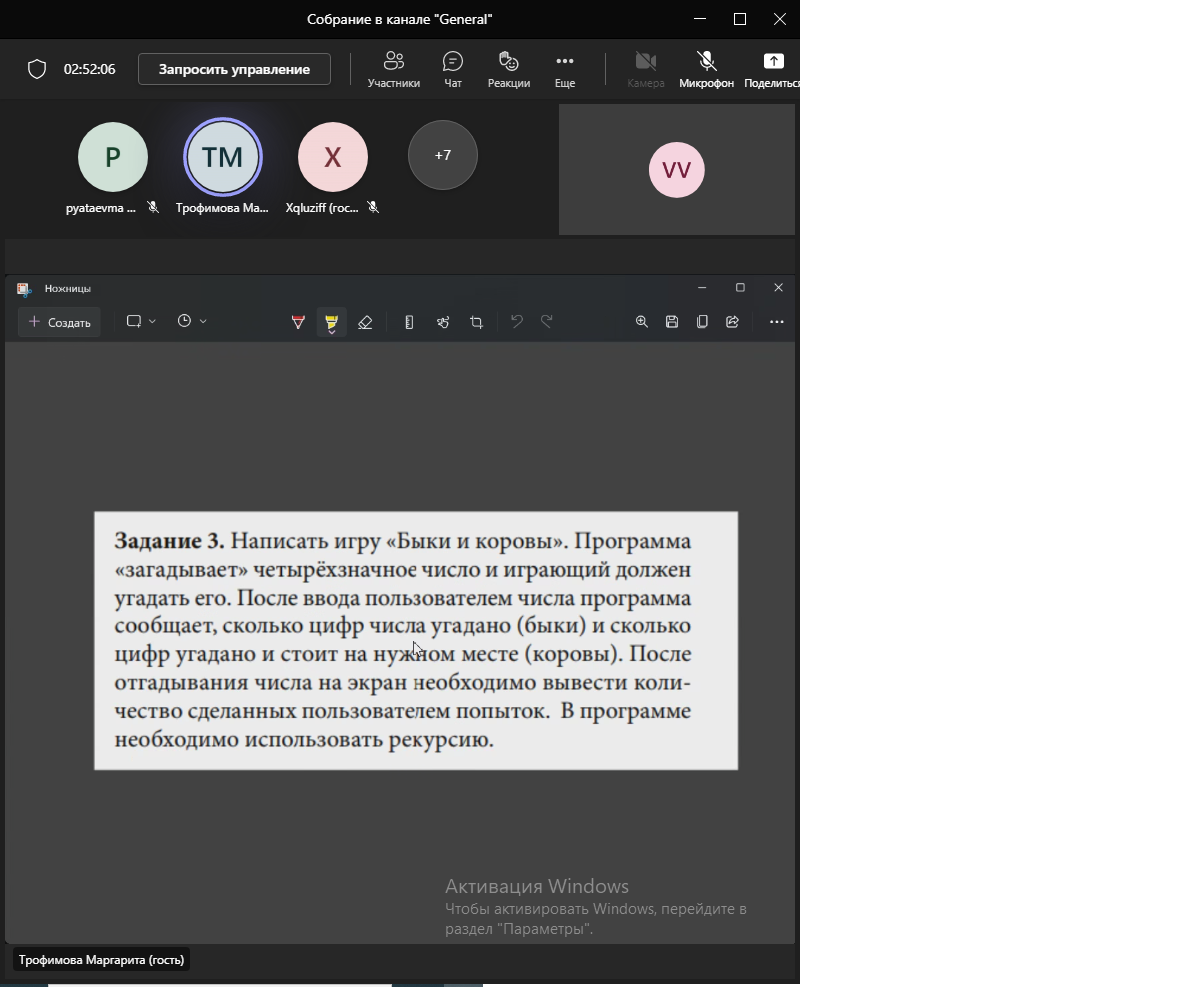 Собрание в канале "General"
02:52:06
Запросить управление
Участники
Чат
Реакции
Еще
Камера
Микрофон
Поделиться
P
TM
X
+7
VV
pyataevma ...
Трофимова Ма...
Xqluziff (гос...
Ножницы
Создать
Задание 3. Написать игру «Быки и коровы». Программа
«загадывает» четырёхзначное число и играющий должен
угадать его. После ввода пользователем числа программа
сообщает, сколько цифр числа угадано (быки) и сколько
цифр угадано и стоит на нужном месте (коровы). После
отгадывания числа на экран необходимо вывести коли-
чество сделанных пользователем попыток. В программе
необходимо использовать рекурсию.
Активация Windows
Чтобы активировать Windows, перейдите в
раздел "Параметры".
Трофимова Маргарита (гость)